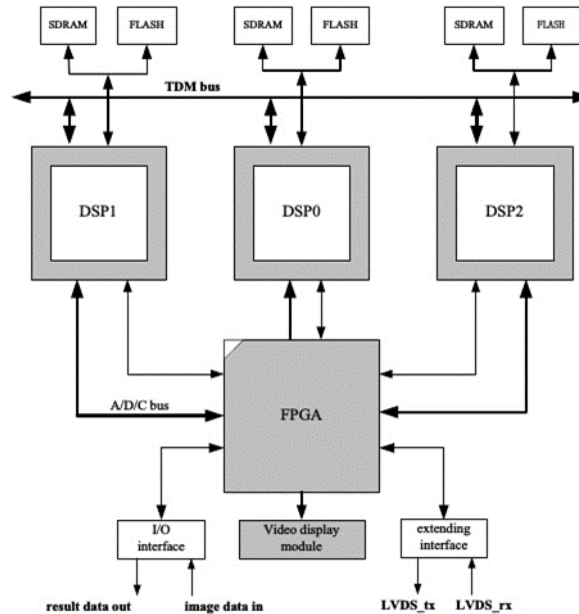 SDRAM FLASH SDRAM FLASH SDRAM FLASH
TDM bus
DSP1 DSP0 DSP2
A/D/C bus
FPGA
I/O
interface
Video display
module
extending
interface
result data out image data in LVDS_tx LVDS_rx